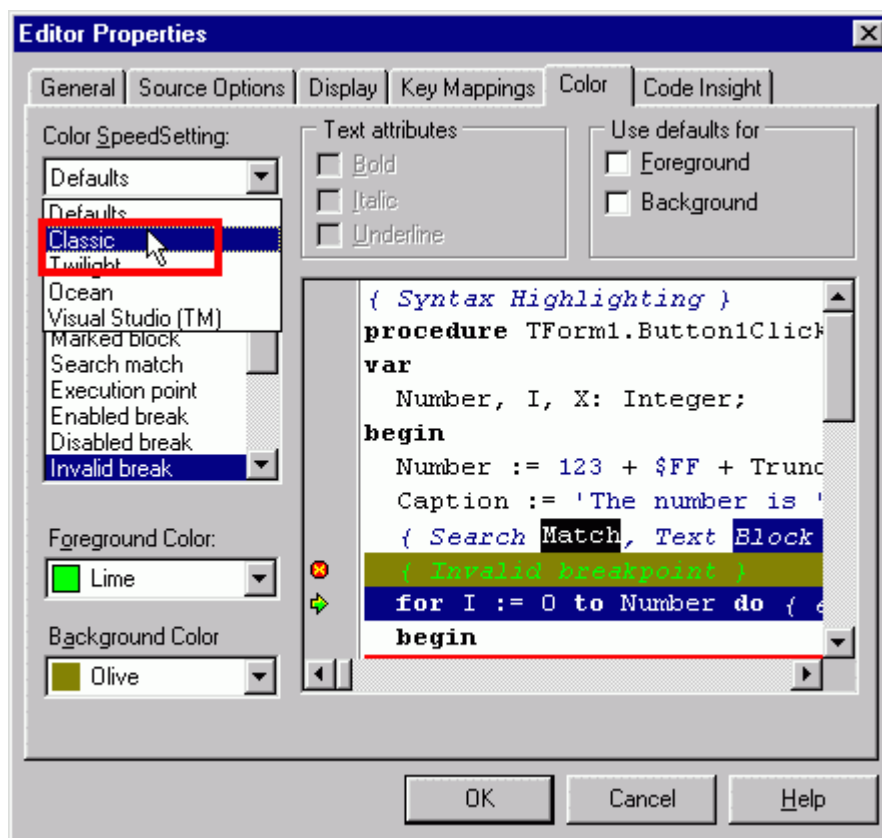 Editor Properties
General Source Options Display Key Mappings Color Code Insight
Color SpeedSetting:
Defaults
Defaults
Classic
Twilight
Ocean
Visual Studio (TM)
Marked block
Search match
Execution point
Enabled break
Disabled break
Invalid break
Foreground Color:
Lime
Background Color
Olive
Text attributes
Bold
Italic
Underline
Use defaults for
Foreground
Background
{ Syntax Highlighting }
procedure TForm1.Button1Click
var
Number, I, X: Integer;
begin
Number := 123 + $FF + Trunc
Caption := 'The number is '
{ Search Match, Text Block
{ Invalid breakpoint }
for I := 0 to Number do {
begin
OK Cancel Help